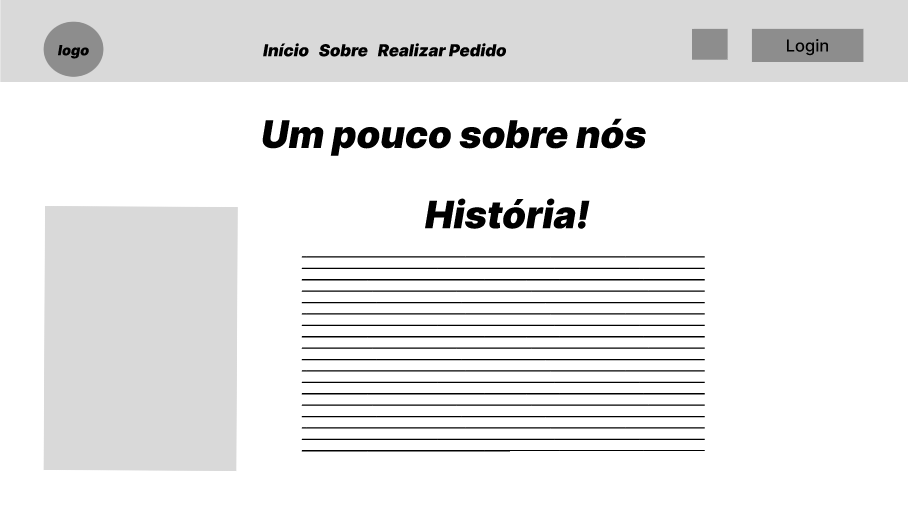 logo
Início Sobre Realizar Pedido
Login
Um pouco sobre nós
História!